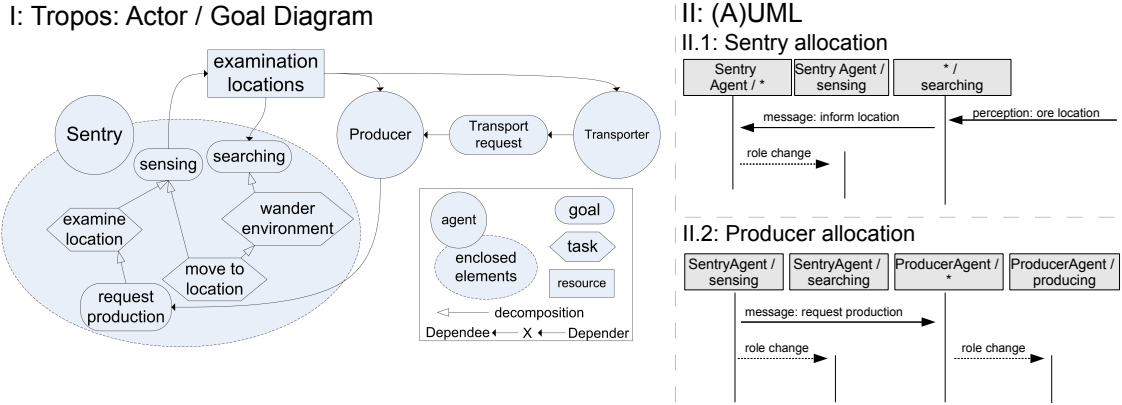 I: Tropos: Actor / Goal Diagram
examination
locations
Sentry
sensing
searching
Producer
Transport
request
Transporter
examine
location
wander
environment
move to
location
request
production
agent
goal
enclosed
elements
task
resource
decomposition
Dependee X Depender
II: (A)UML
II.1: Sentry allocation
Sentry
Agent / *
Sentry Agent /
sensing
* /
searching
perception: ore location
message: inform location
role change
II.2: Producer allocation
SentryAgent /
sensing
SentryAgent /
searching
ProducerAgent /
*
ProducerAgent /
producing
message: request production
role change
role change